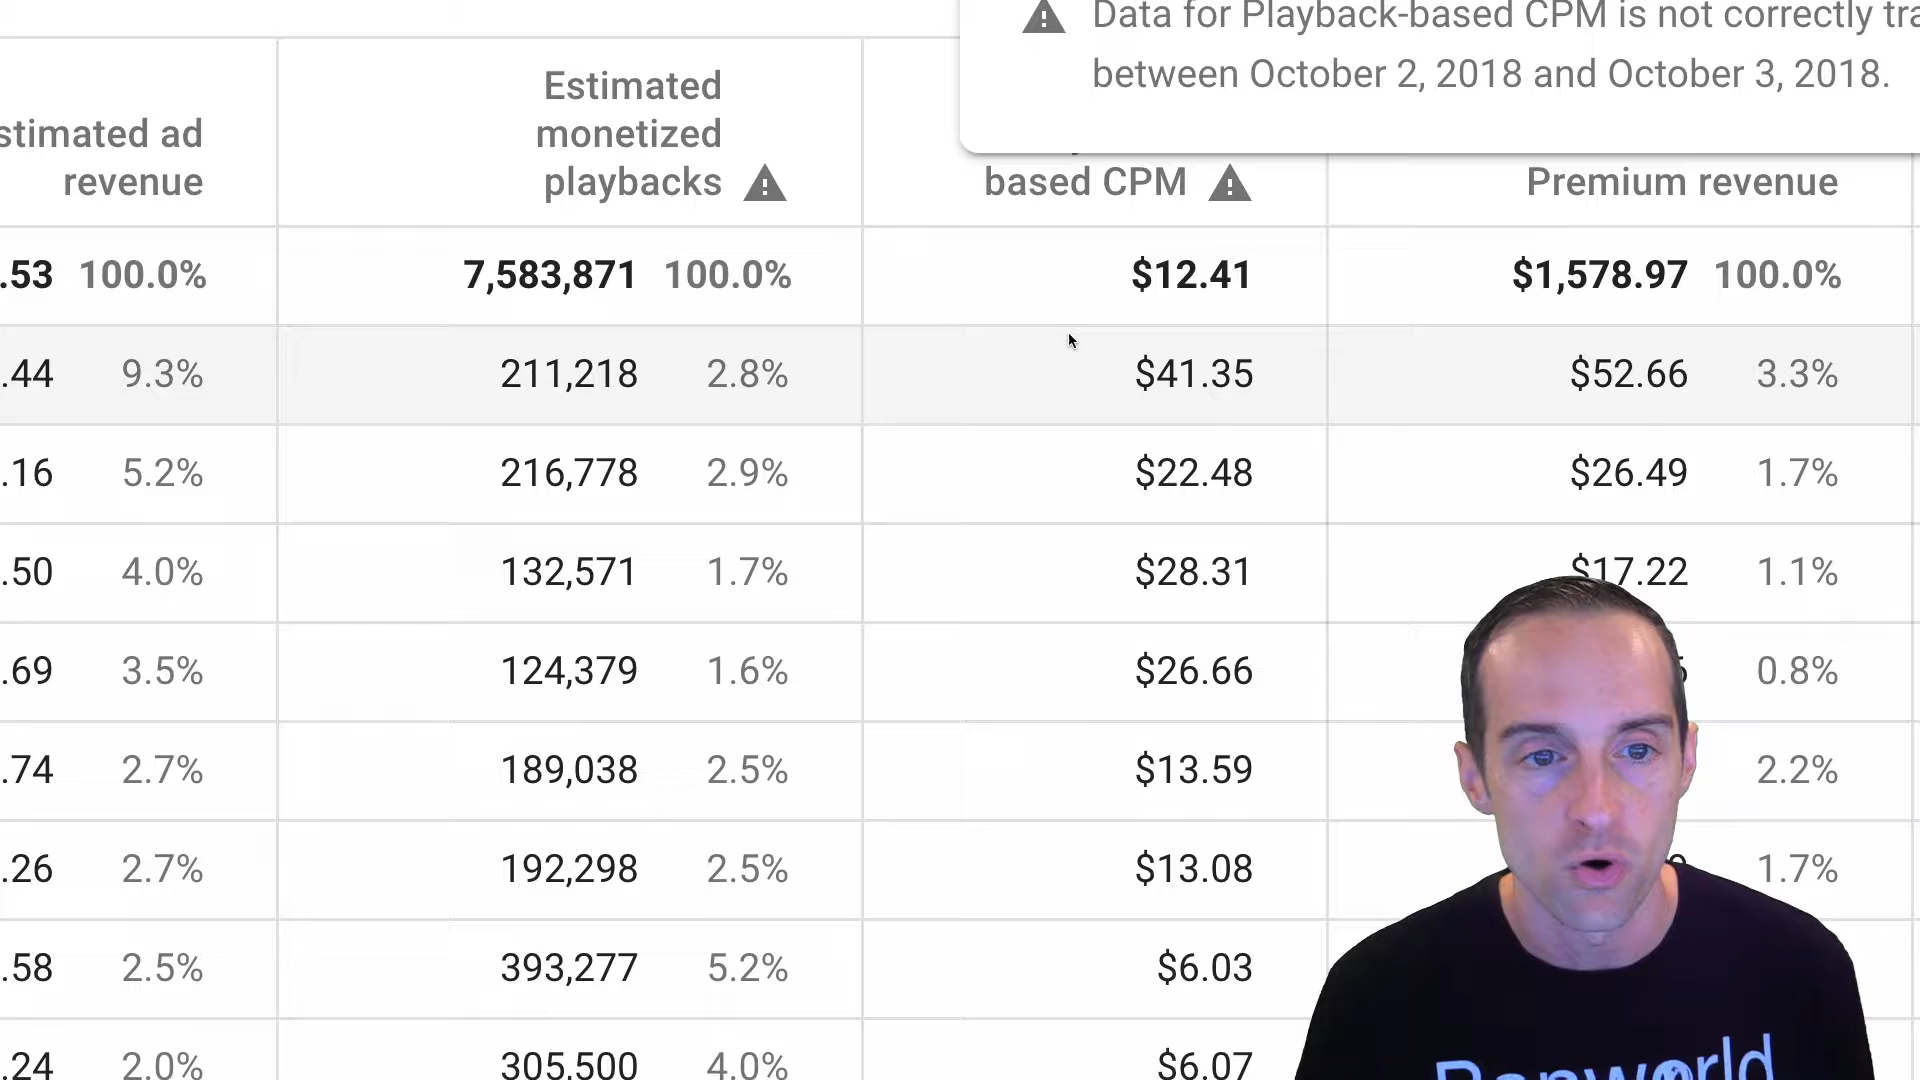 Data for Playback-based CPM is not correctly
between October 2, 2018 and October 3, 2018.
Estimated
monetized
playbacks
stimated ad
revenue
based CPM
Premium revenue
.53 100.0% 7,583,871 100.0% $12.41 $1,578.97 100.0%
.44 9.3% 211,218 2.8% $41.35 $52.66 3.3%
.16 5.2% 216,778 2.9% $22.48 $26.49 1.7%
.50 4.0% 132,571 1.7% $28.31 $17.22 1.1%
.69 3.5% 124,379 1.6% $26.66 0.8%
.74 2.7% 189,038 2.5% $13.59 2.2%
.26 2.7% 192,298 2.5% $13.08 1.7%
.58 2.5% 393,277 5.2% $6.03
.24 2.0% 305,500 4.0% $6.07